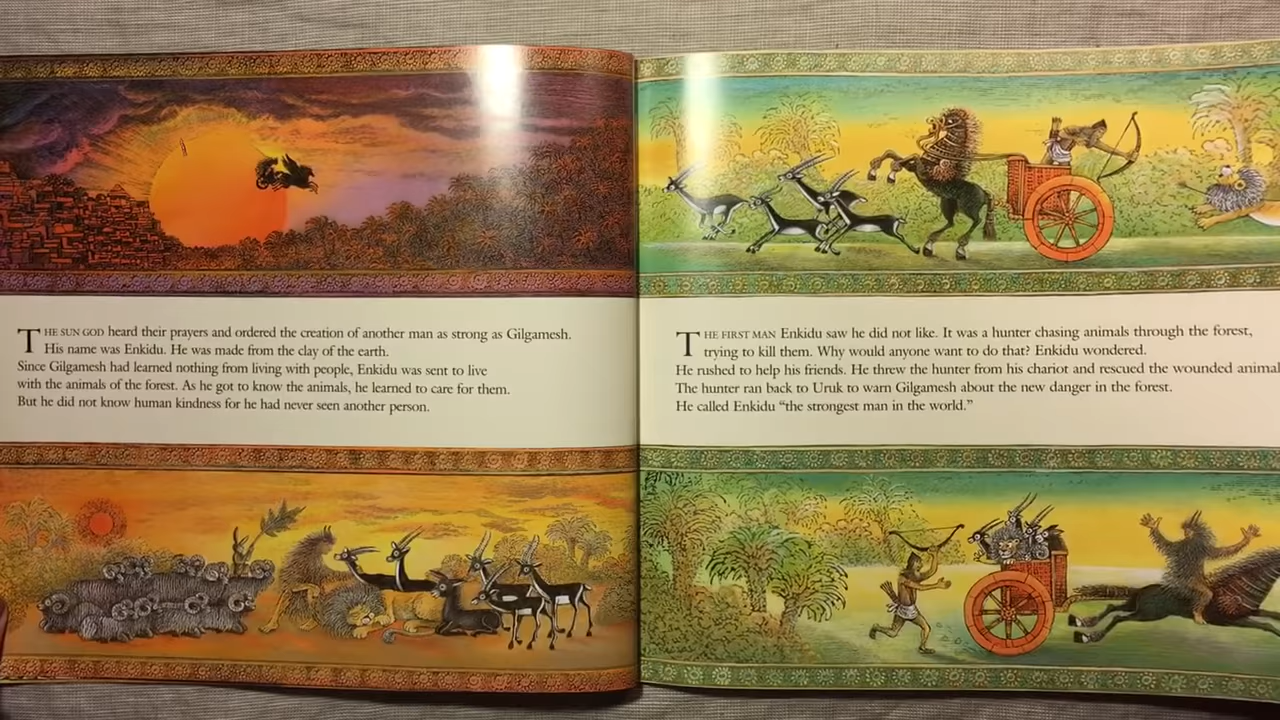 THE SUN GOD heard their prayers and ordered the creation of another man as strong as Gilgamesh.
His name was Enkidu. He was made from the clay of the earth.
Since Gilgamesh had learned nothing from living with people, Enkidu was sent to live
with the animals of the forest. As he got to know the animals, he learned to care for them.
But he did not know human kindness for he had never seen another person.
THE FIRST MAN Enkidu saw he did not like. It was a hunter chasing animals through the forest,
trying to kill them. Why would anyone want to do that? Enkidu wondered.
He rushed to help his friends. He threw the hunter from his chariot and rescued the wounded animal
The hunter ran back to Uruk to warn Gilgamesh about the new danger in the forest.
He called Enkidu “the strongest man in the world.”